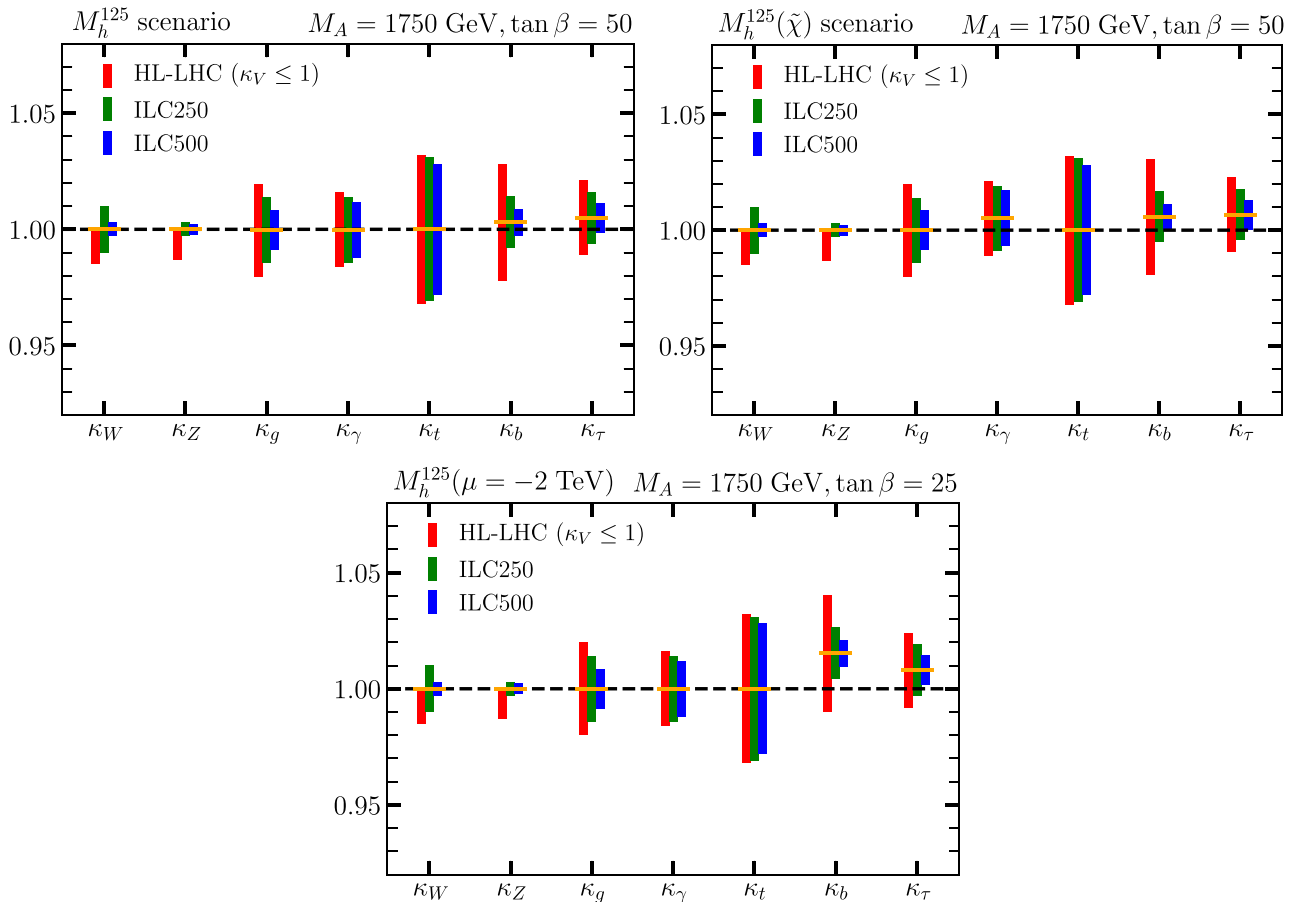 M_h^125 scenario M_A = 1750 GeV, tan β = 50
HL-LHC (κ_V ≤ 1)
ILC250
ILC500
1.05
1.00
0.95
κ_W κ_Z κ_g κ_γ κ_t κ_b κ_τ
M_h^125(χ̃) scenario M_A = 1750 GeV, tan β = 50
HL-LHC (κ_V ≤ 1)
ILC250
ILC500
1.05
1.00
0.95
κ_W κ_Z κ_g κ_γ κ_t κ_b κ_τ
M_h^125(μ = −2 TeV) M_A = 1750 GeV, tan β = 25
HL-LHC (κ_V ≤ 1)
ILC250
ILC500
1.05
1.00
0.95
κ_W κ_Z κ_g κ_γ κ_t κ_b κ_τ